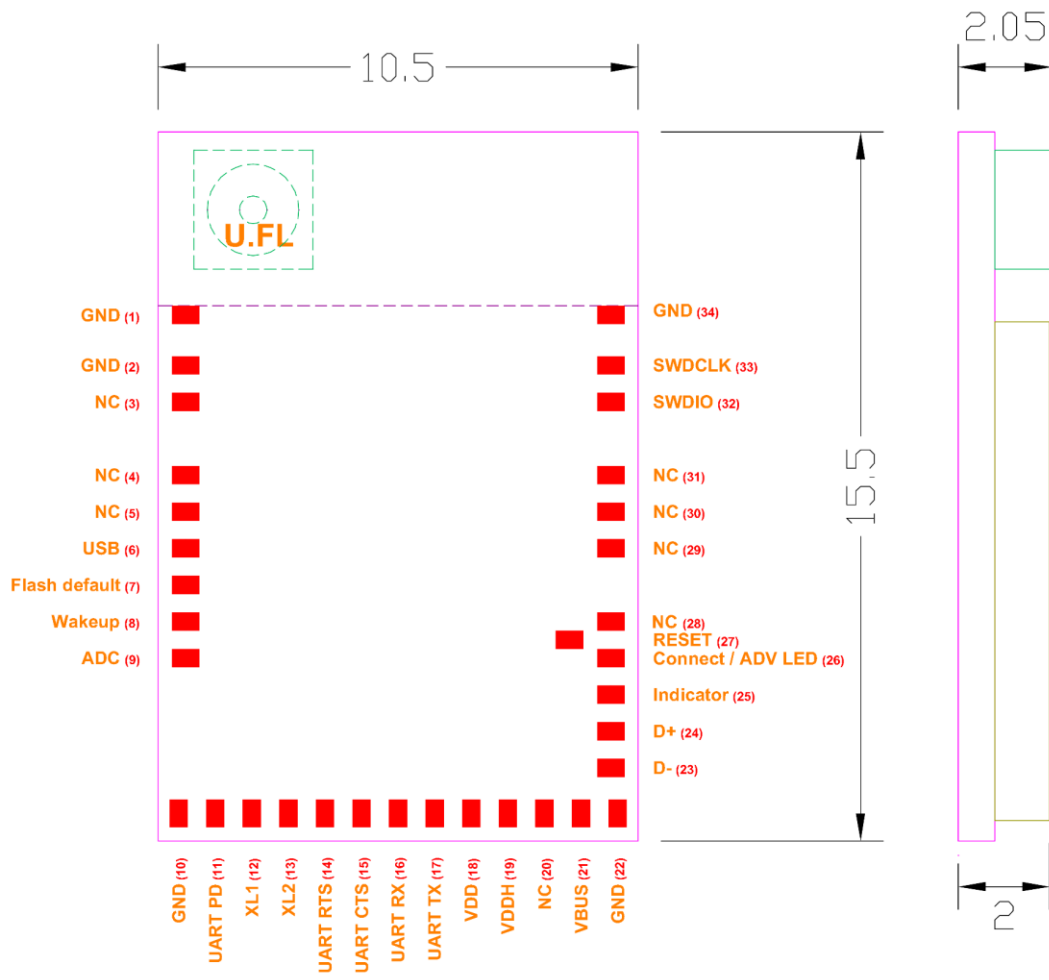 2.05
10.5
U.FL
GND (1)
GND (34)
GND (2)
SWDCLK (33)
NC (3)
SWDIO (32)
15.5
NC (4)
NC (31)
NC (5)
NC (30)
USB (6)
NC (29)
Flash default (7)
Wakeup (8)
NC (28)
RESET (27)
ADC (9)
Connect / ADV LED (26)
Indicator (25)
D+ (24)
D- (23)
GND (10)
UART PD (11)
XL1 (12)
XL2 (13)
UART RTS (14)
UART CTS (15)
UART RX (16)
UART TX (17)
VDD (18)
VDDH (19)
NC (20)
VBUS (21)
GND (22)
2